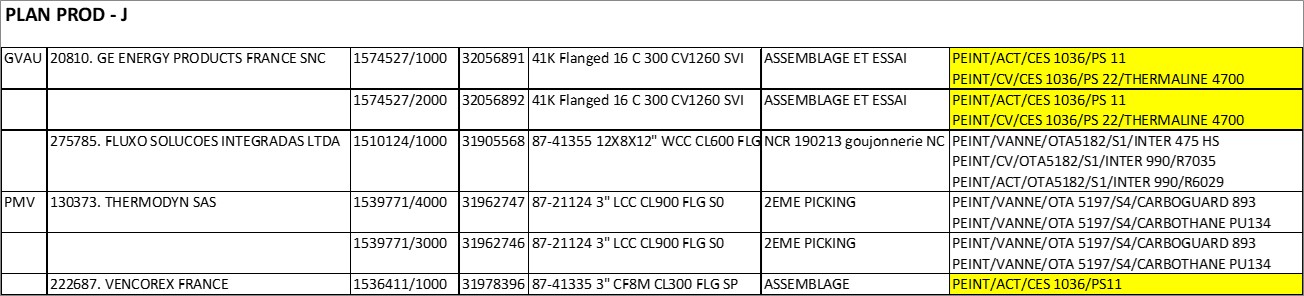 PLAN PROD - J
GVAU 20810. GE ENERGY PRODUCTS FRANCE SNC 1574527/1000 32056891 41K Flanged 16 C 300 CV1260 SVI ASSEMBLAGE ET ESSAI PEINT/ACT/CES 1036/PS 11
PEINT/CV/CES 1036/PS 22/THERMALINE 4700
1574527/2000 32056892 41K Flanged 16 C 300 CV1260 SVI ASSEMBLAGE ET ESSAI PEINT/ACT/CES 1036/PS 11
PEINT/CV/CES 1036/PS 22/THERMALINE 4700
275785. FLUXO SOLUCOES INTEGRADAS LTDA 1510124/1000 31905568 87-41355 12X8X12" WCC CL600 FLG NCR 190213 goujonnerie NC PEINT/VANNE/OTA5182/S1/INTER 475 HS
PEINT/CV/OTA5182/S1/INTER 990/R7035
PEINT/ACT/OTA5182/S1/INTER 990/R6029
PMV 130373. THERMODYN SAS 1539771/4000 31962747 87-21124 3" LCC CL900 FLG S0 2EME PICKING PEINT/VANNE/OTA 5197/S4/CARBOGUARD 893
PEINT/VANNE/OTA 5197/S4/CARBOTHANE PU134
1539771/3000 31962746 87-21124 3" LCC CL900 FLG S0 2EME PICKING PEINT/VANNE/OTA 5197/S4/CARBOGUARD 893
PEINT/VANNE/OTA 5197/S4/CARBOTHANE PU134
222687. VENCOREX FRANCE 1536411/1000 31978396 87-41335 3" CF8M CL300 FLG SP ASSEMBLAGE PEINT/ACT/CES 1036/PS11